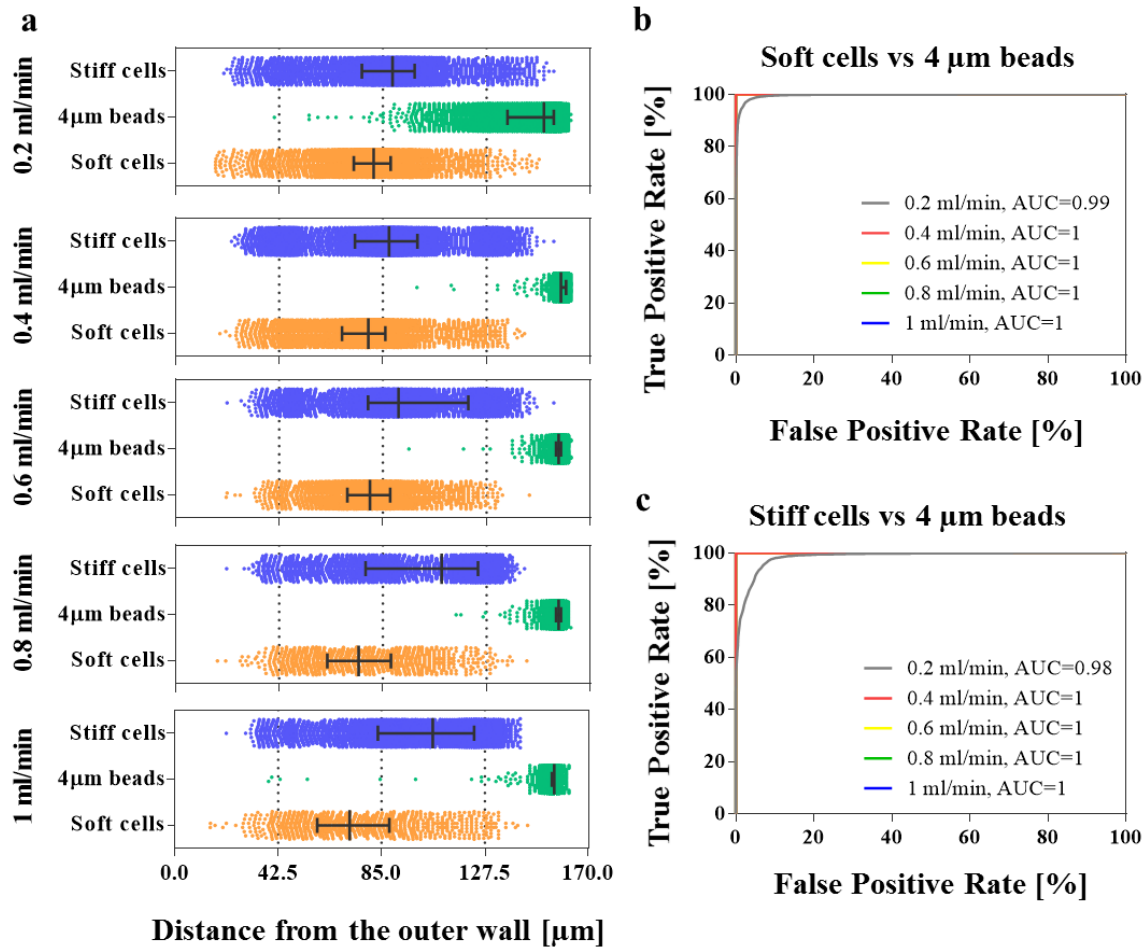 a
0.2 ml/min
Stiff cells
4µm beads
Soft cells
0.4 ml/min
Stiff cells
4µm beads
Soft cells
0.6 ml/min
Stiff cells
4µm beads
Soft cells
0.8 ml/min
Stiff cells
4µm beads
Soft cells
1 ml/min
Stiff cells
4µm beads
Soft cells
0.0 42.5 85.0 127.5 170.0
Distance from the outer wall [µm]
b
Soft cells vs 4 µm beads
True Positive Rate [%]
100
80
60
40
20
0
0.2 ml/min, AUC=0.99
0.4 ml/min, AUC=1
0.6 ml/min, AUC=1
0.8 ml/min, AUC=1
1 ml/min, AUC=1
0 20 40 60 80 100
False Positive Rate [%]
c
Stiff cells vs 4 µm beads
True Positive Rate [%]
100
80
60
40
20
0
0.2 ml/min, AUC=0.98
0.4 ml/min, AUC=1
0.6 ml/min, AUC=1
0.8 ml/min, AUC=1
1 ml/min, AUC=1
0 20 40 60 80 100
False Positive Rate [%]